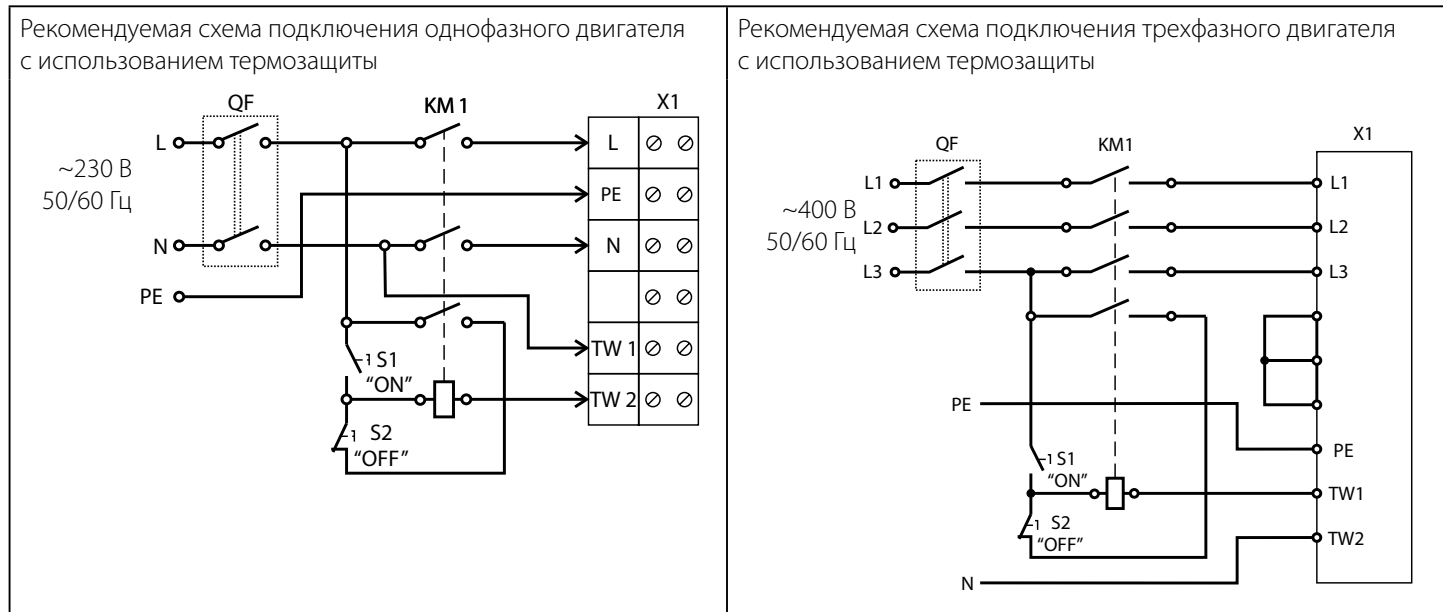 Рекомендуемая схема подключения однофазного двигателя
с использованием термозащиты
QF
KM 1
X1
L
L
~230 В
50/60 Гц
PE
N
N
PE
TW 1
S1
"ON"
TW 2
S2
"OFF"
Рекомендуемая схема подключения трехфазного двигателя
с использованием термозащиты
X1
QF
KM1
L1
L1
~400 В
L2
L2
50/60 Гц
L3
L3
PE
PE
S1
"ON"
TW1
S2
"OFF"
TW2
N